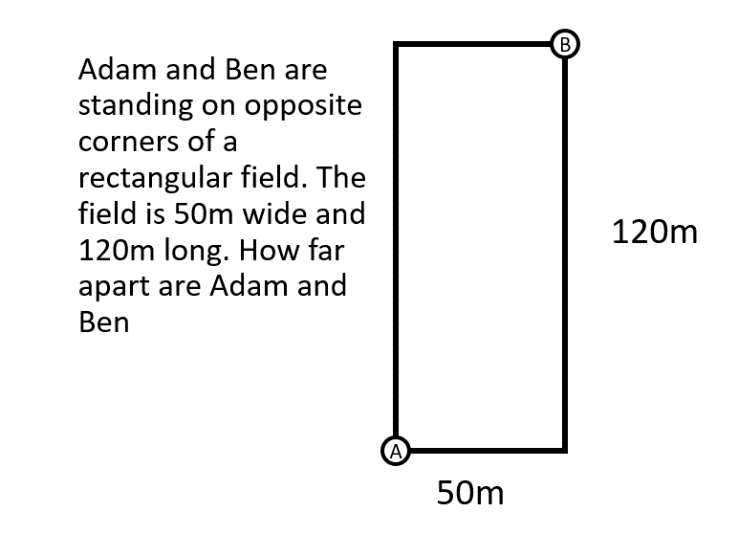 B
Adam and Ben are
standing on opposite
corners of a
rectangular field. The
field is 50m wide and
120m long. How far
apart are Adam and
Ben
120m
A
50m